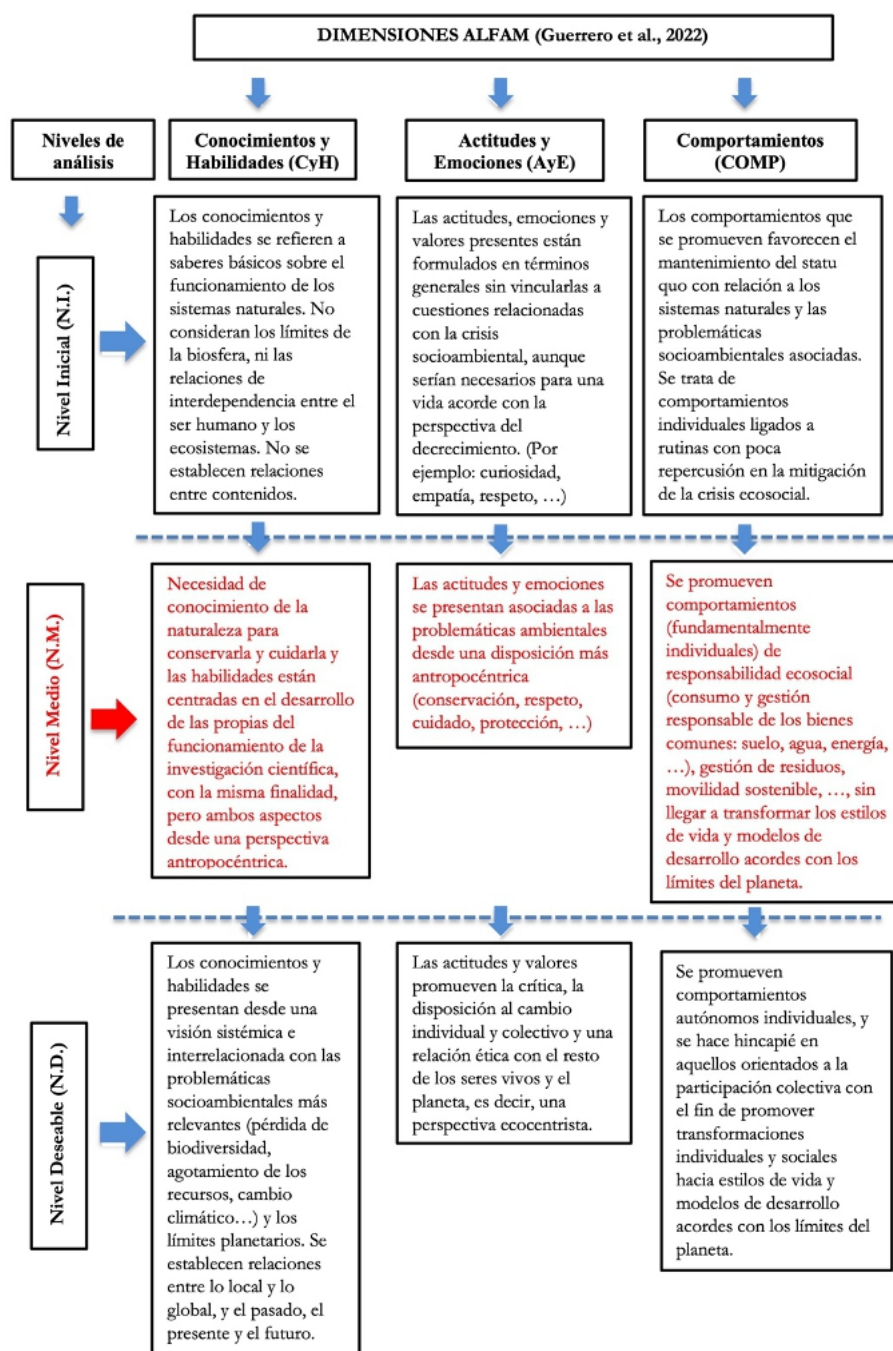 DIMENSIONES ALFAM (Guerrero et al., 2022)
Niveles de
análisis
Conocimientos y
Habilidades (CyH)
Actitudes y
Emociones (AyE)
Comportamientos
(COMP)
Nivel Inicial (N.I.)
Los conocimientos y
habilidades se refieren a
saberes básicos sobre el
funcionamiento de los
sistemas naturales. No
consideran los límites de
la biosfera, ni las
relaciones de
interdependencia entre el
ser humano y los
ecosistemas. No se
establecen relaciones
entre contenidos.
Las actitudes, emociones y
valores presentes están
formulados en términos
generales sin vincularlas a
cuestiones relacionadas
con la crisis
socioambiental, aunque
serían necesarios para una
vida acorde con la
perspectiva del
decrecimiento. (Por
ejemplo: curiosidad,
empatía, respeto, …)
Los comportamientos que
se promueven favorecen el
mantenimiento del statu
quo con relación a los
sistemas naturales y las
problemáticas
socioambientales asociadas.
Se trata de
comportamientos
individuales ligados a
rutinas con poca
repercusión en la mitigación
de la crisis ecosocial.
Nivel Medio (N.M.)
Necesidad de
conocimiento de la
naturaleza para
conservarla y cuidarla y
las habilidades están
centradas en el desarrollo
de las propias del
funcionamiento de la
investigación científica,
con la misma finalidad,
pero ambos aspectos
desde una perspectiva
antropocéntrica.
Las actitudes y emociones
se presentan asociadas a las
problemáticas ambientales
desde una disposición más
antropocéntrica
(conservación, respeto,
cuidado, protección, …)
Se promueven
comportamientos
(fundamentalmente
individuales) de
responsabilidad ecosocial
(consumo y gestión
responsable de los bienes
comunes: suelo, agua, energía,
…), gestión de residuos,
movilidad sostenible, …, sin
llegar a transformar los estilos
de vida y modelos de
desarrollo acordes con los
límites del planeta.
Nivel Deseable (N.D.)
Los conocimientos y
habilidades se
presentan desde una
visión sistémica e
interrelacionada con las
problemáticas
socioambientales más
relevantes (pérdida de
biodiversidad,
agotamiento de los
recursos, cambio
climático…) y los
límites planetarios. Se
establecen relaciones
entre lo local y lo
global, y el pasado, el
presente y el futuro.
Las actitudes y valores
promueven la crítica, la
disposición al cambio
individual y colectivo y una
relación ética con el resto
de los seres vivos y el
planeta, es decir, una
perspectiva ecocentrista.
Se promueven
comportamientos
autónomos individuales, y
se hace hincapié en
aquellos orientados a la
participación colectiva con
el fin de promover
transformaciones
individuales y sociales
hacia estilos de vida y
modelos de desarrollo
acordes con los límites del
planeta.